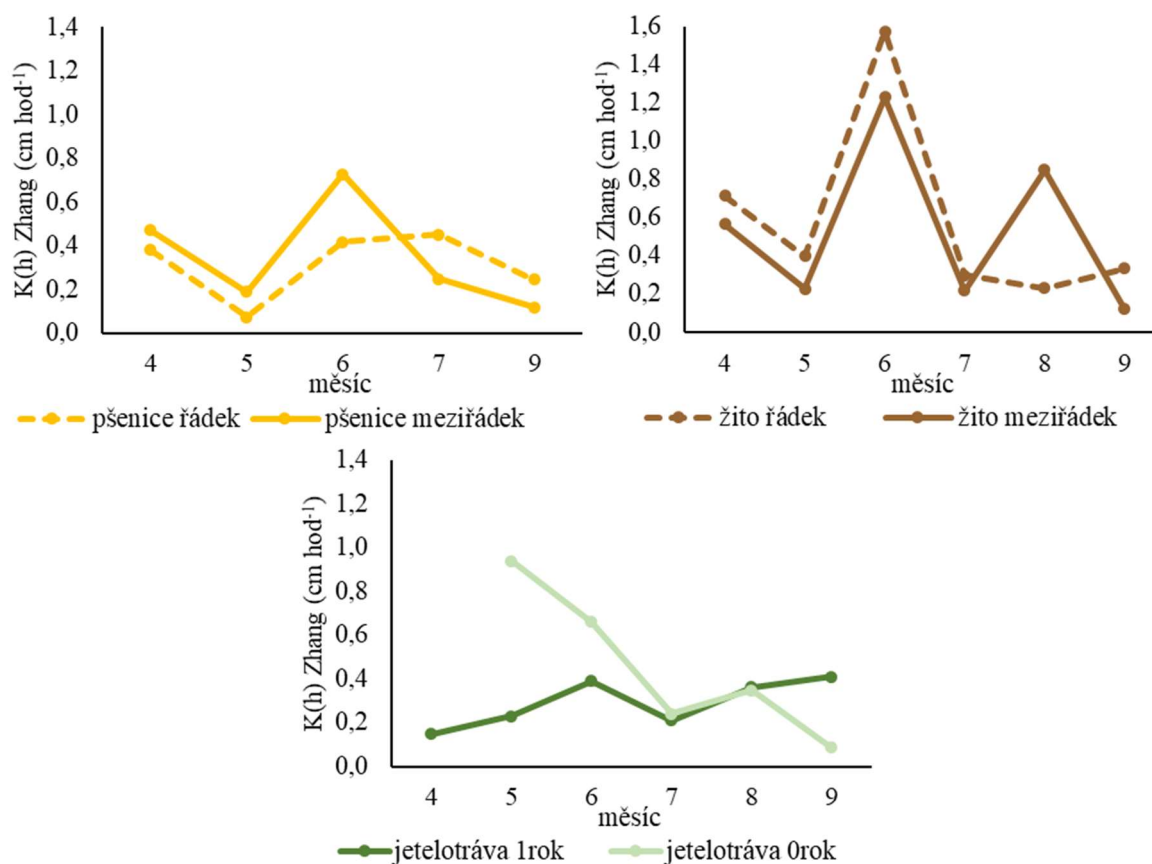 K(h) Zhang (cm hod⁻¹)
1,4
1,2
1,0
0,8
0,6
0,4
0,2
0,0
4 5 6 7 9
měsíc
pšenice řádek pšenice meziřádek
K(h) Zhang (cm hod⁻¹)
1,6
1,4
1,2
1,0
0,8
0,6
0,4
0,2
0,0
4 5 6 7 8 9
měsíc
žito řádek žito meziřádek
K(h) Zhang (cm hod⁻¹)
1,4
1,2
1,0
0,8
0,6
0,4
0,2
0,0
4 5 6 7 8 9
měsíc
jetelotráva 1rok jetelotráva 0rok